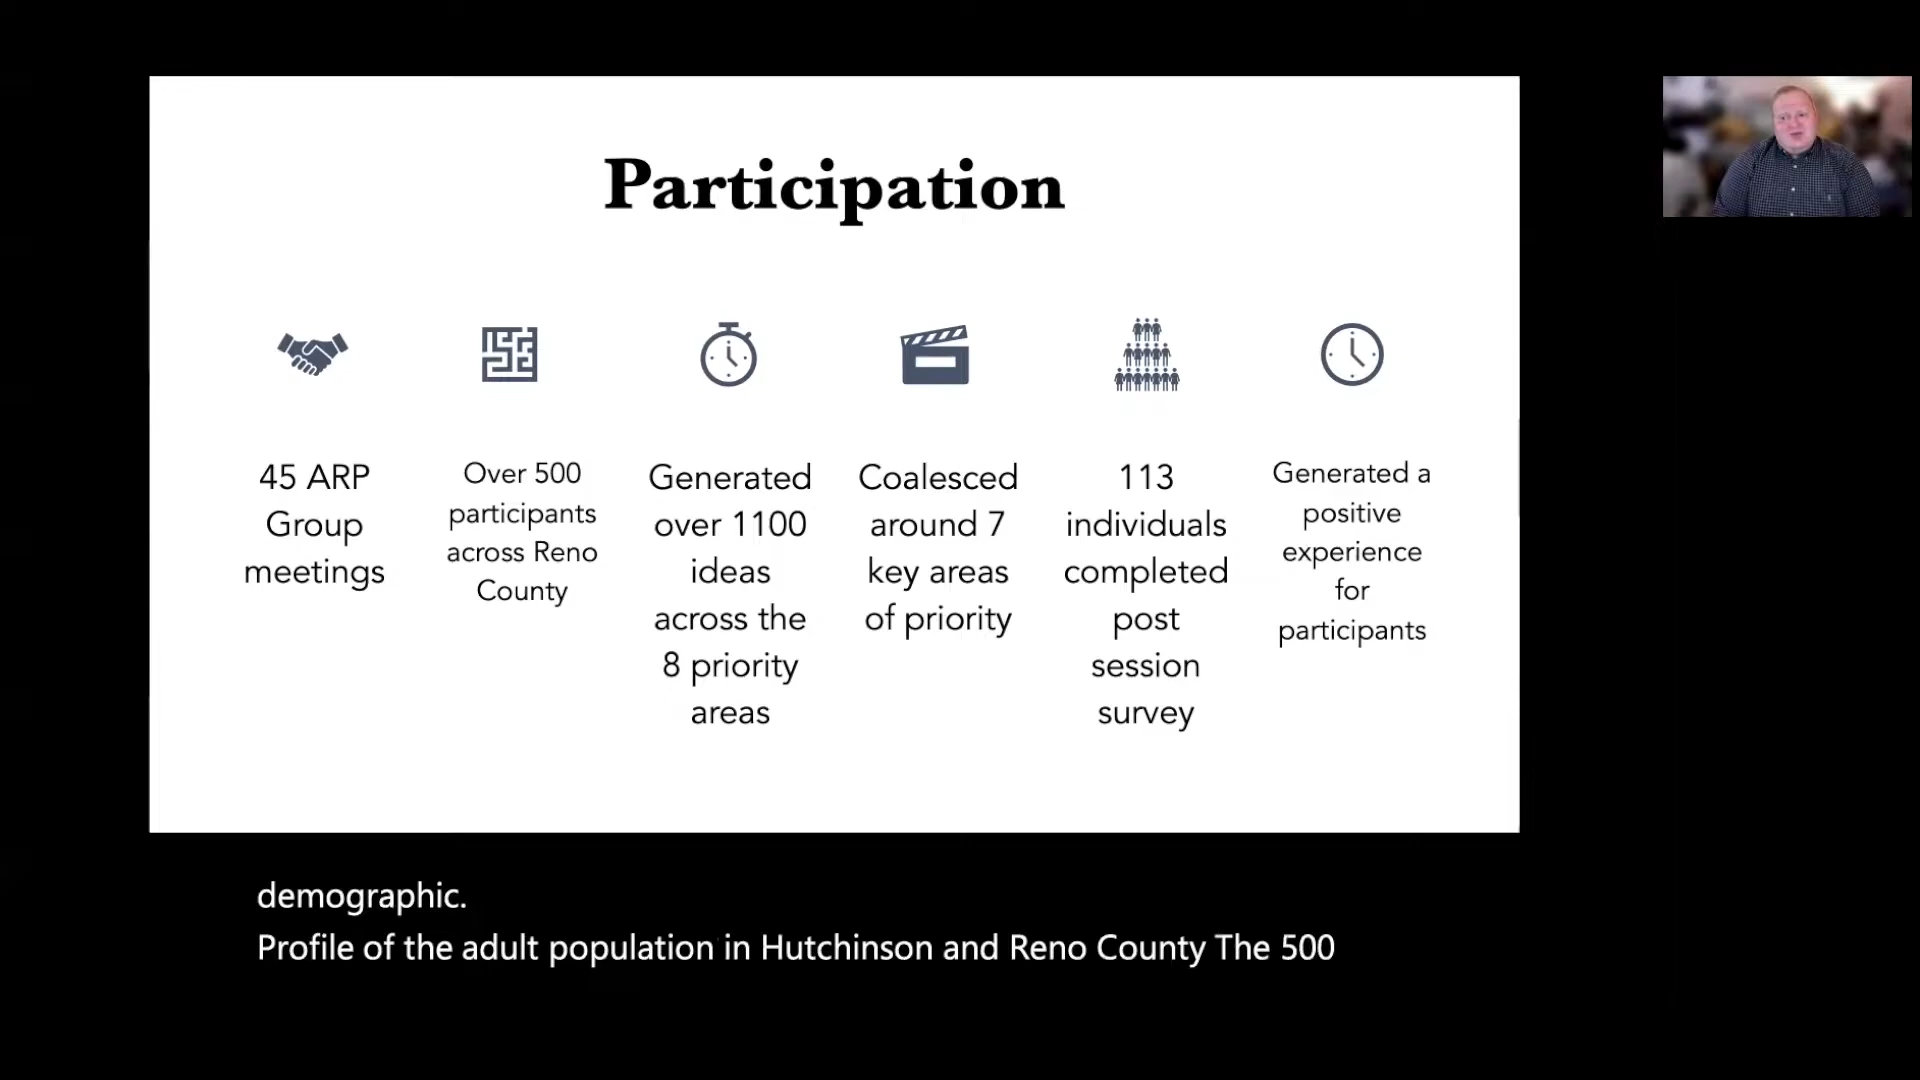 Participation
45 ARP
Group
meetings
Over 500
participants
across Reno
County
Generated
over 1100
ideas
across the
8 priority
areas
Coalesced
around 7
key areas
of priority
113
individuals
completed
post
session
survey
Generated a
positive
experience
for
participants
demographic.
Profile of the adult population in Hutchinson and Reno County The 500